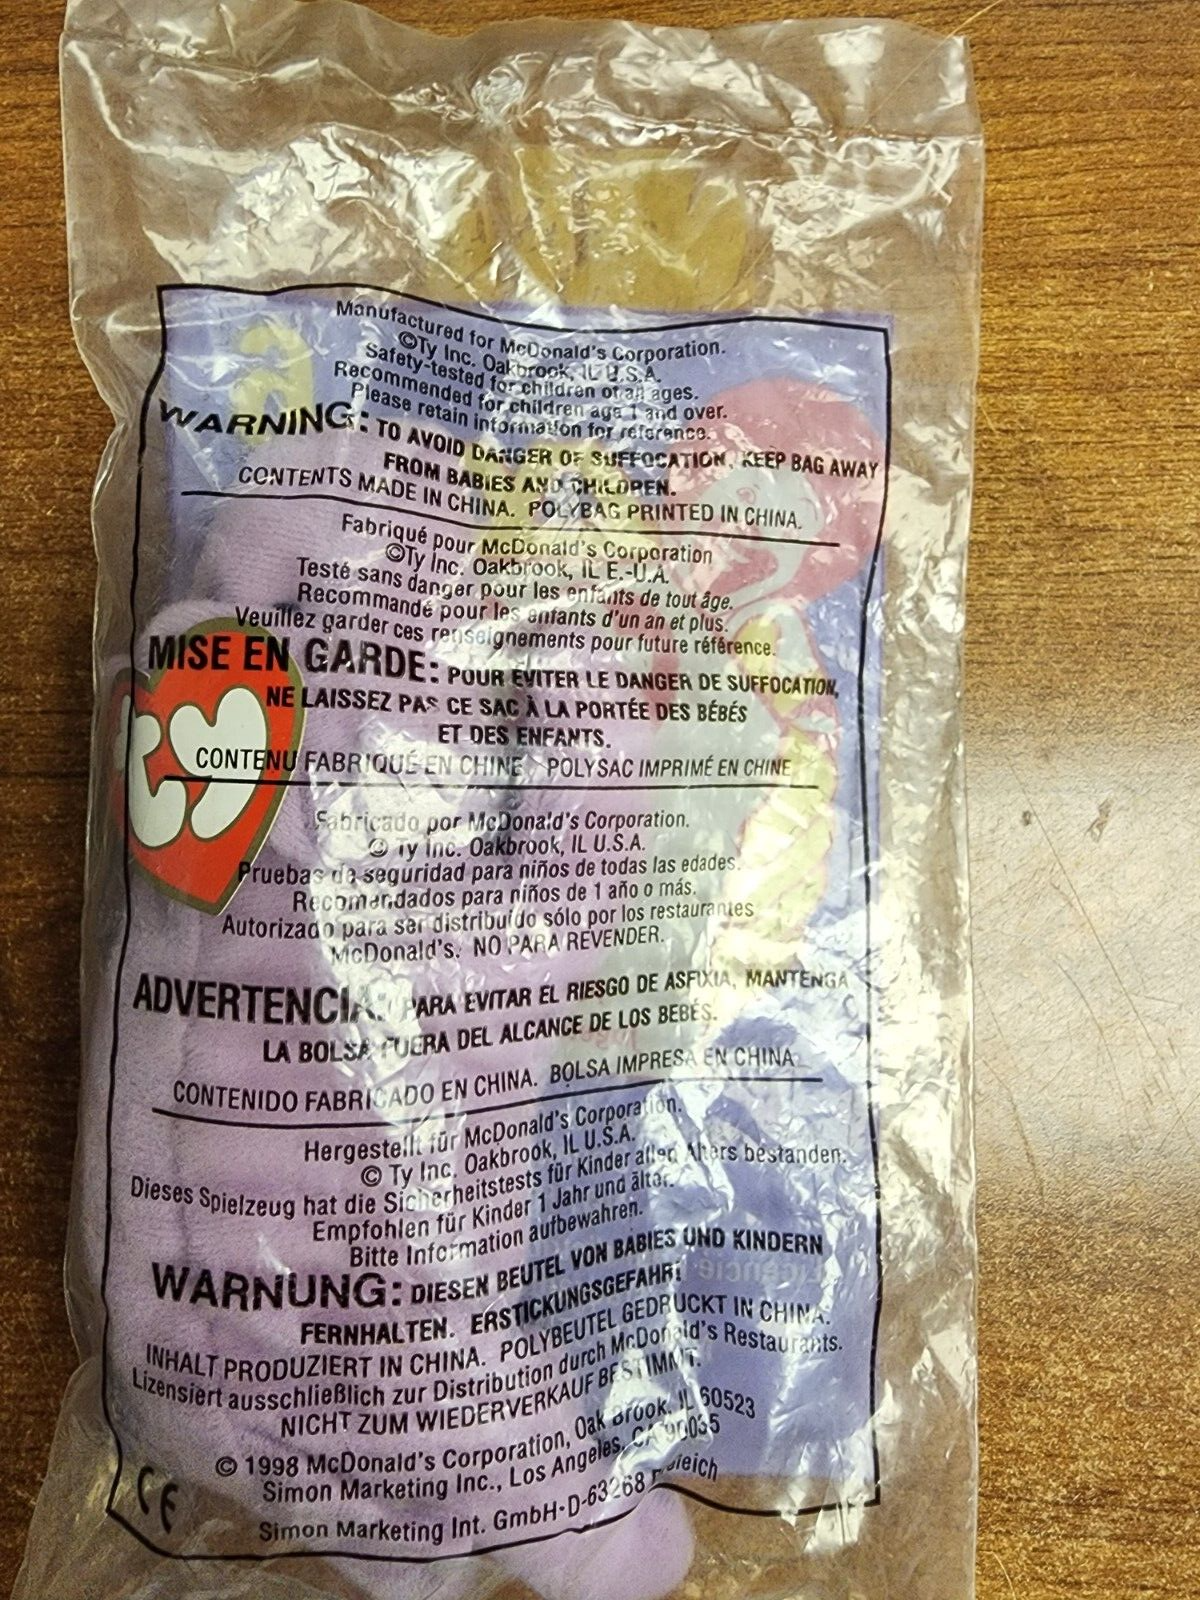 Manufactured for McDonald's Corporation.
©Ty Inc. Oakbrook, IL U.S.A.
Safety-tested for children of all ages.
Recommended for children age 1 and over.
Please retain information for reference.
WARNING: TO AVOID DANGER OF SUFFOCATION, KEEP BAG AWAY
FROM BABIES AND CHILDREN.
CONTENTS MADE IN CHINA. POLYBAG PRINTED IN CHINA.
Fabriqué pour McDonald's Corporation
©Ty Inc. Oakbrook, IL E.-U.A.
Testé sans danger pour les enfants de tout âge.
Recommandé pour les enfants d'un an et plus.
Veuillez garder ces renseignements pour future référence.
MISE EN GARDE: POUR EVITER LE DANGER DE SUFFOCATION,
NE LAISSEZ PAS CE SAC À LA PORTÉE DES BÉBÉS
ET DES ENFANTS.
CONTENU FABRIQUÉ EN CHINE. POLYSAC IMPRIMÉ EN CHINE
ty
Fabricado por McDonald's Corporation.
© Ty Inc. Oakbrook, IL U.S.A.
Pruebas de seguridad para niños de todas las edades.
Recomendados para niños de 1 año o más.
Autorizado para ser distribuído sólo por los restaurantes
McDonald's. NO PARA REVENDER.
ADVERTENCIA: PARA EVITAR EL RIESGO DE ASFIXIA, MANTENGA
LA BOLSA FUERA DEL ALCANCE DE LOS BEBÉS.
CONTENIDO FABRICADO EN CHINA. BOLSA IMPRESA EN CHINA
Hergestellt für McDonald's Corporation.
© Ty Inc. Oakbrook, IL U.S.A.
Dieses Spielzeug hat die Sicherheitstests für Kinder allen Alters bestanden.
Empfohlen für Kinder 1 Jahr und älter.
Bitte Information aufbewahren.
WARNUNG: DIESEN BEUTEL VON BABIES UND KINDERN
FERNHALTEN. ERSTICKUNGSGEFAHR!
INHALT PRODUZIERT IN CHINA. POLYBEUTEL GEDRUCKT IN CHINA.
Lizensiert ausschließlich zur Distribution durch McDonald's Restaurants.
NICHT ZUM WIEDERVERKAUF BESTIMMT.
© 1998 McDonald's Corporation, Oak Brook, IL 60523
Simon Marketing Inc., Los Angeles, CA 90035
CE Simon Marketing Int. GmbH·D-63268